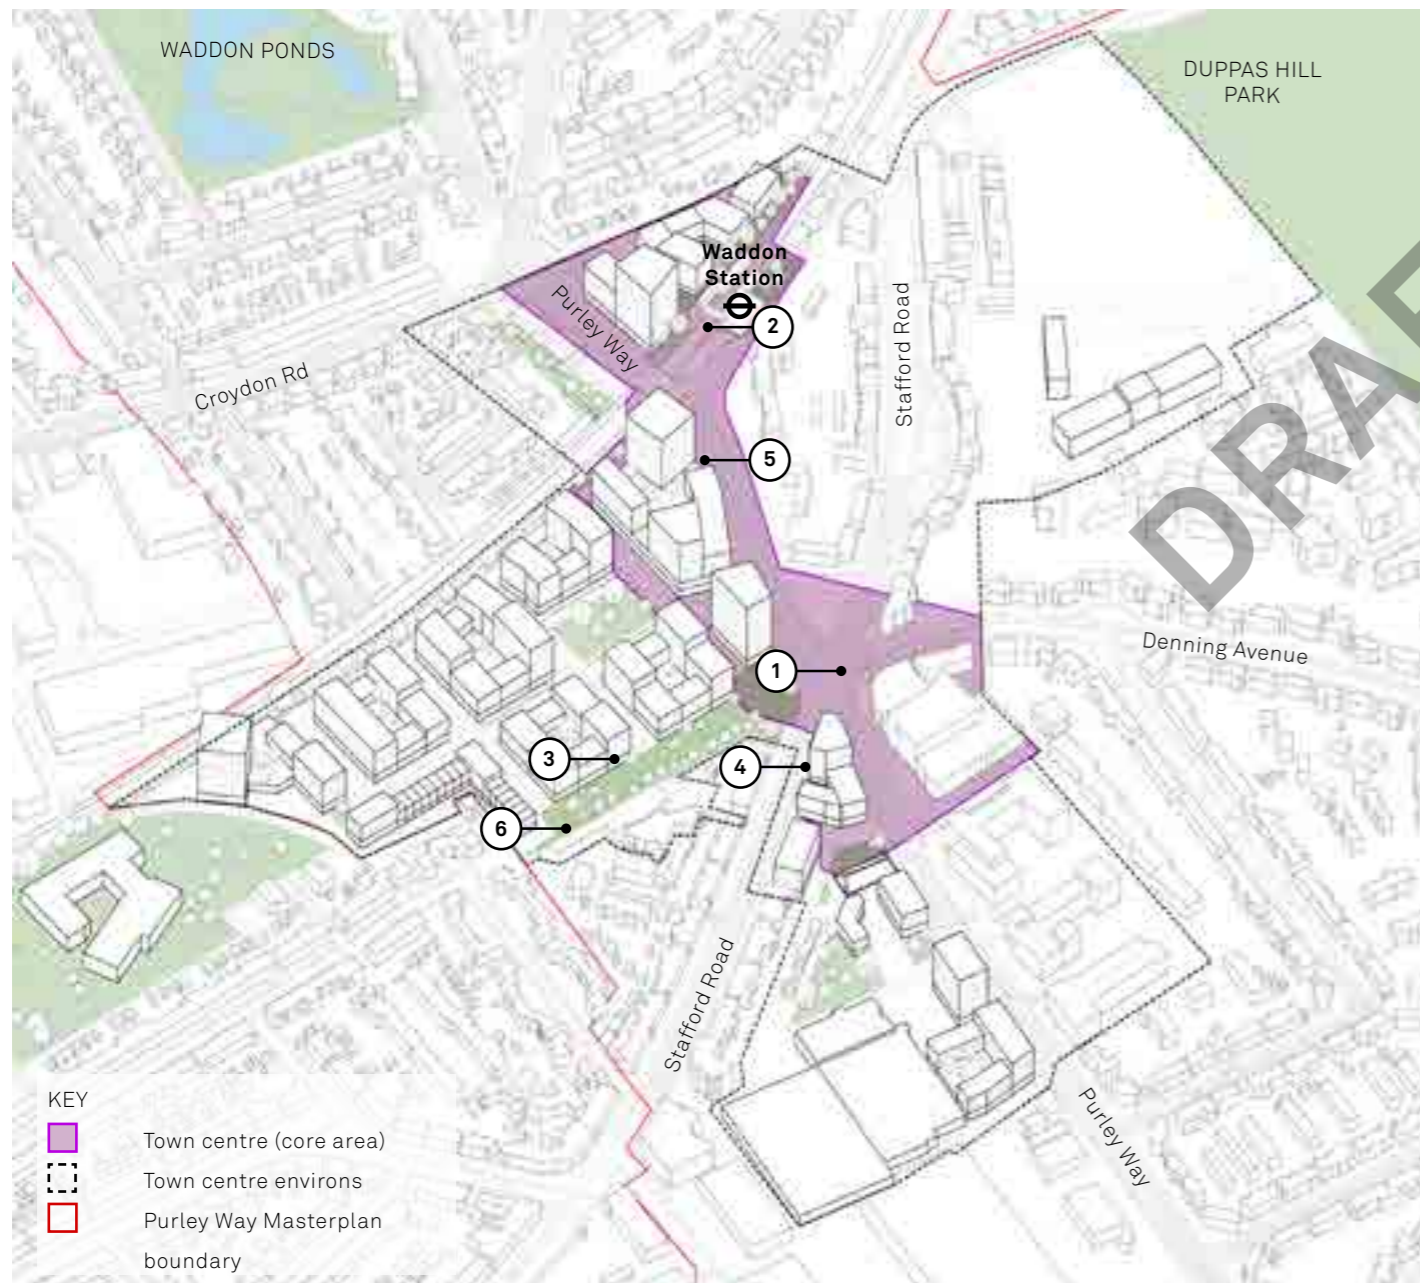 WADDON PONDS
DUPPAS HILL
PARK
Waddon
Station
Purley Way
2
Stafford Road
Croydon Rd
5
Denning Avenue
1
3
4
6
Stafford Road
Purley Way
KEY
Town centre (core area)
Town centre environs
Purley Way Masterplan
boundary